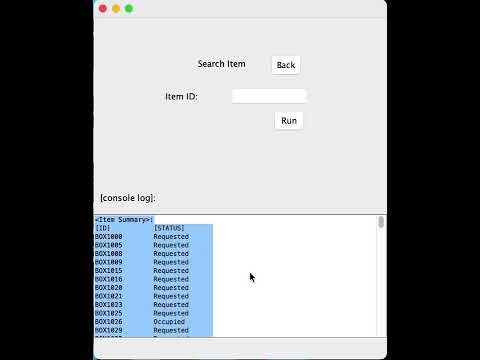 Search Item
Back
Item ID:
Run
[console log]:
<Item Summary>:
[ID] [STATUS]
BOX1000 Requested
BOX1005 Requested
BOX1008 Requested
BOX1009 Requested
BOX1015 Requested
BOX1016 Requested
BOX1020 Requested
BOX1021 Requested
BOX1023 Requested
BOX1025 Requested
BOX1026 Occupied
BOX1029 Requested